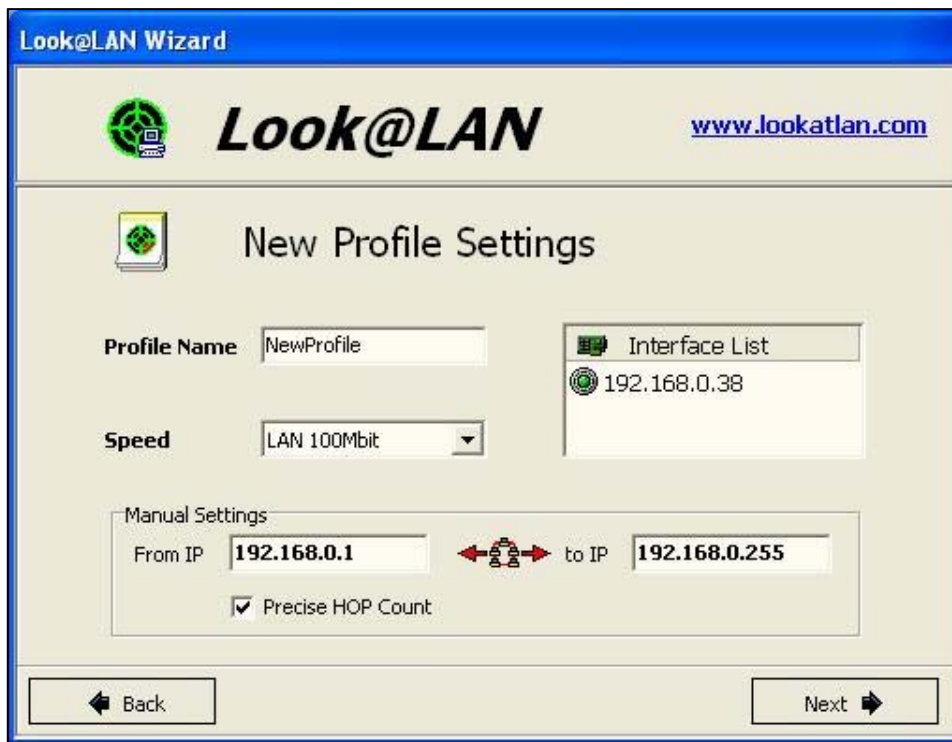 Look@LAN Wizard
Look@LAN
www.lookatlan.com
New Profile Settings
Profile Name
NewProfile
Interface List
192.168.0.38
Speed
LAN 100Mbit
Manual Settings
From IP
192.168.0.1
to IP
192.168.0.255
Precise HOP Count
Back
Next